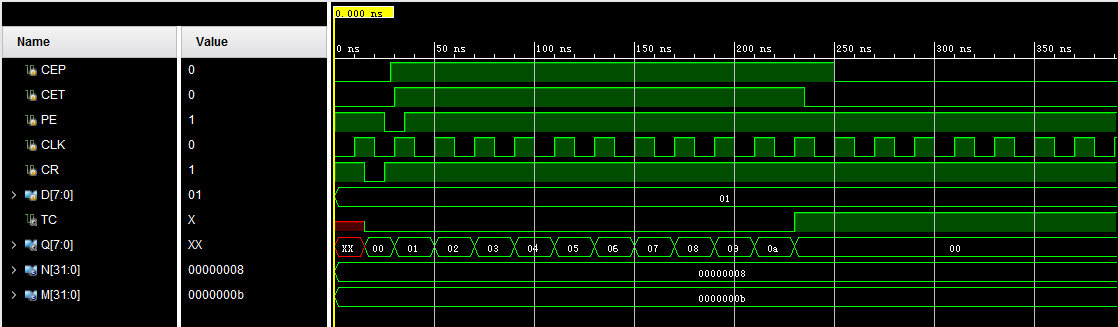 0.000 ns
Name Value
0 ns 50 ns 100 ns 150 ns 200 ns 250 ns 300 ns 350 ns
CEP 0
CET 0
PE 1
CLK 0
CR 1
D[7:0] 01 01
TC X
Q[7:0] XX XX 00 01 02 03 04 05 06 07 08 09 0a 00
N[31:0] 00000008 00000008
M[31:0] 0000000b 0000000b